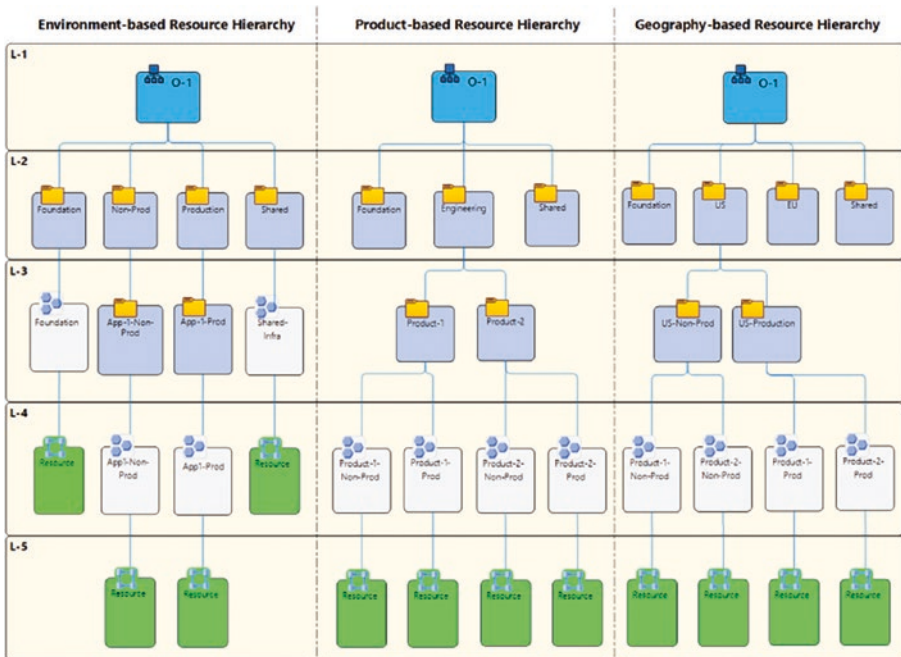 Environment-based Resource Hierarchy
Product-based Resource Hierarchy
Geography-based Resource Hierarchy
L-1
O-1
O-1
O-1
L-2
Foundation
Non-Prod
Production
Shared
Foundation
Engineering
Shared
Foundation
US
EU
Shared
L-3
Foundation
App-1-Non-
Prod
App-1-Prod
Shared-
Infra
Product-1
Product-2
US-Non-Prod
US-Production
L-4
Resource
App1-Non-
Prod
App1-Prod
Resource
Product-1-
Non-Prod
Product-1-
Prod
Product-2-
Non-Prod
Product-2-
Prod
Product-1-
Non-Prod
Product-2-
Non-Prod
Product-1-
Prod
Product-2-
Prod
L-5
Resource
Resource
Resource
Resource
Resource
Resource
Resource
Resource
Resource
Resource